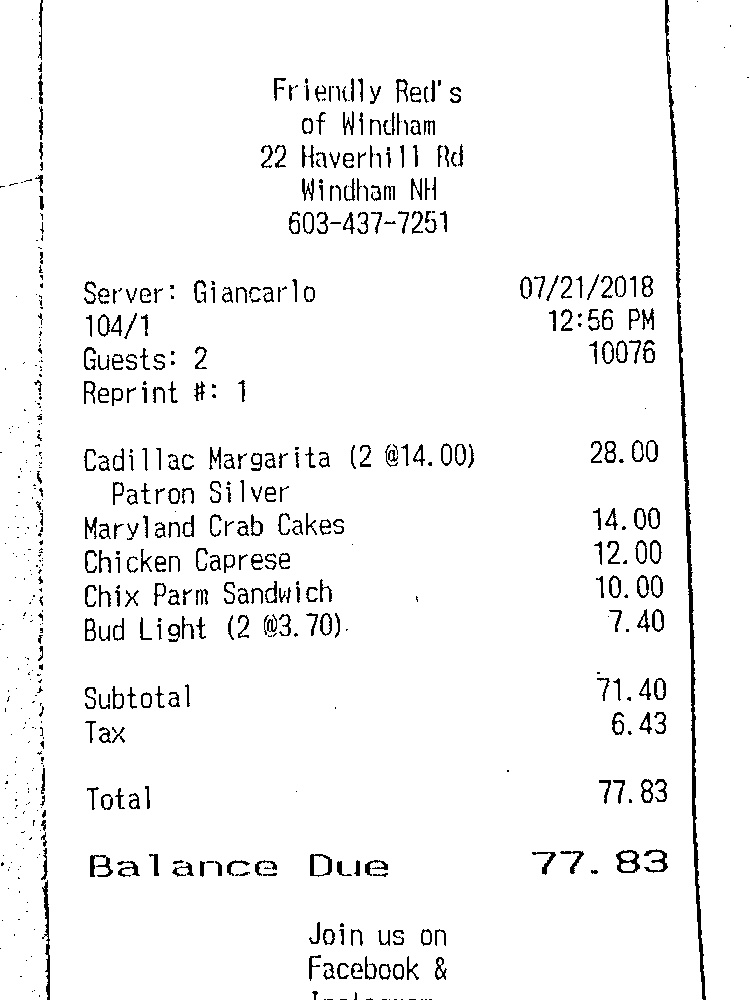 Friendly Red's
of Windham
22 Haverhill Rd
Windham NH
603-437-7251
Server: Giancarlo 07/21/2018
104/1 12:56 PM
Guests: 2 10076
Reprint #: 1
Cadillac Margarita (2 @14.00) 28.00
Patron Silver
Maryland Crab Cakes 14.00
Chicken Caprese 12.00
Chix Parm Sandwich 10.00
Bud Light (2 @3.70) 7.40
Subtotal 71.40
Tax 6.43
Total 77.83
Balance Due 77.83
Join us on
Facebook &